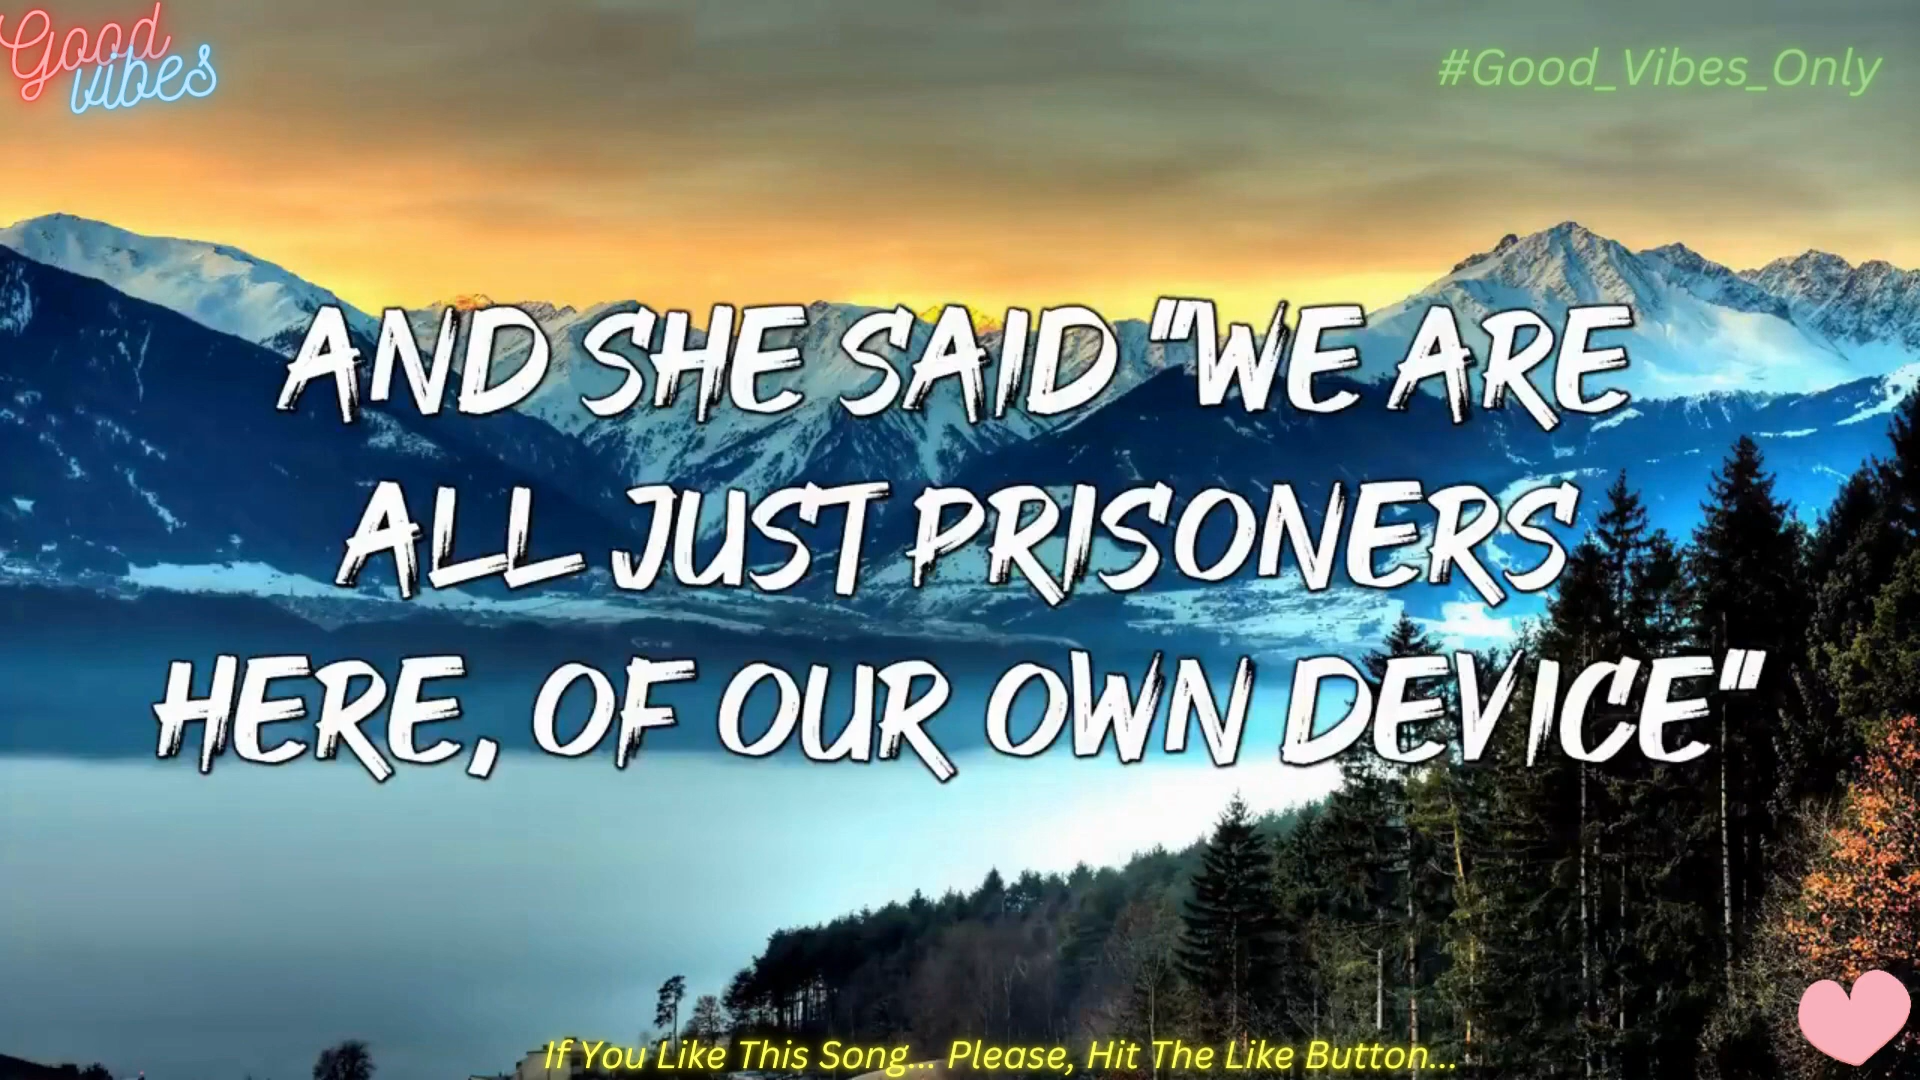 Good
vibes
#Good_Vibes_Only
AND SHE SAID "WE ARE
ALL JUST PRISONERS
HERE, OF OUR OWN DEVICE"
If You Like This Song... Please, Hit The Like Button...